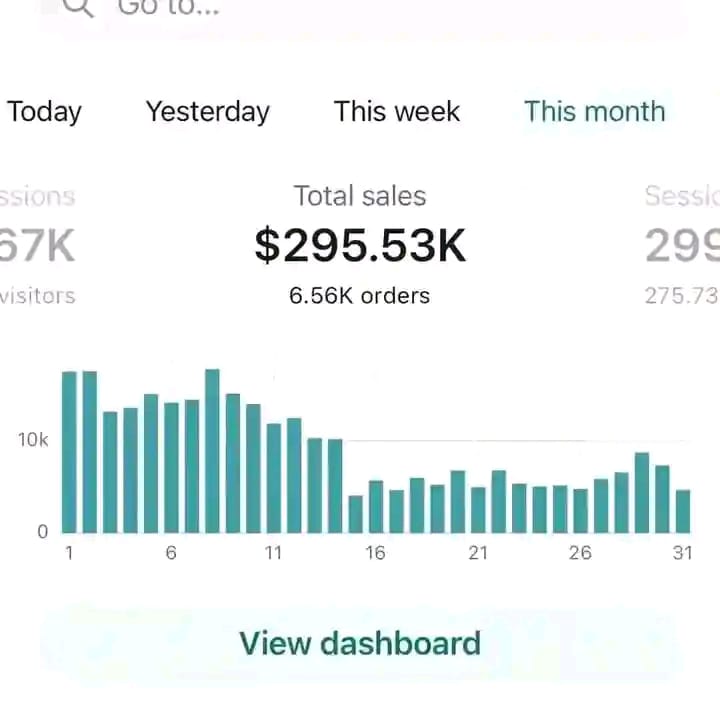 Go to...
Today Yesterday This week This month
ssions Total sales Sessio
67K $295.53K 299
visitors 6.56K orders 275.73
10k
0
1 6 11 16 21 26 31
View dashboard